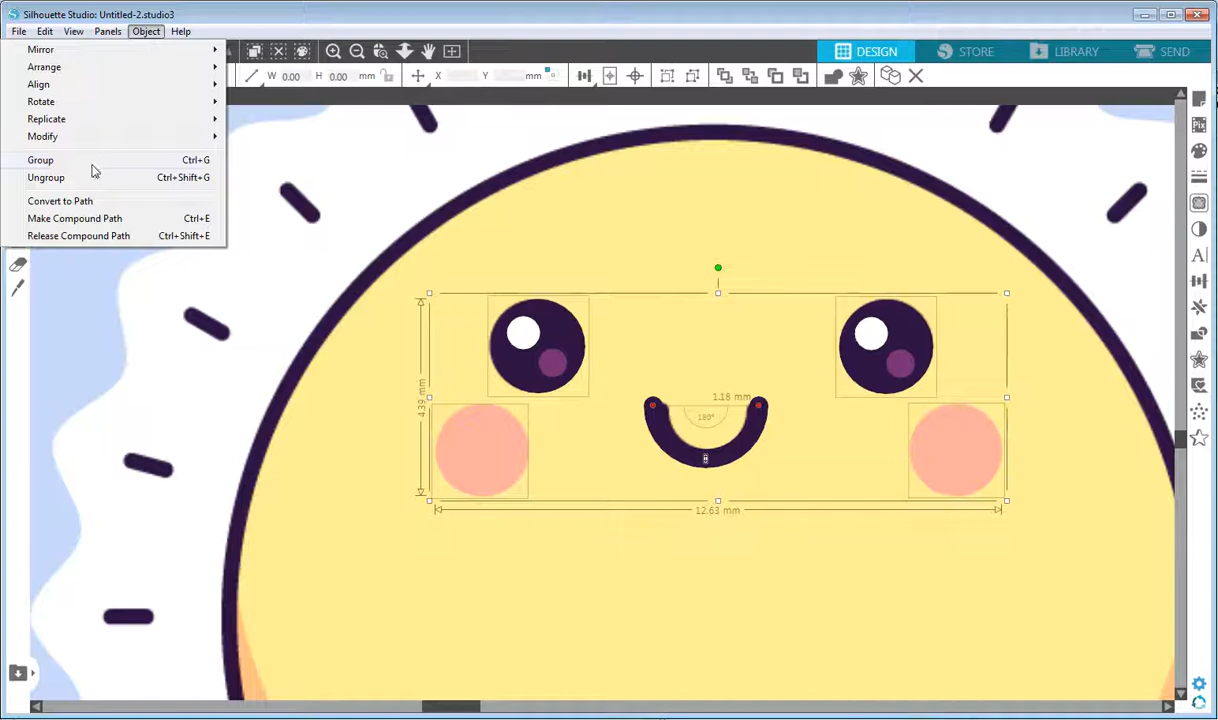 Silhouette Studio: Untitled-2.studio3
File Edit View Panels Object Help
DESIGN STORE LIBRARY SEND
W 0.00 H 0.00 mm X Y mm
Mirror
Arrange
Align
Rotate
Replicate
Modify
Group Ctrl+G
Ungroup Ctrl+Shift+G
Convert to Path
Make Compound Path Ctrl+E
Release Compound Path Ctrl+Shift+E
Pix
A
4.39 mm
1.18 mm
180°
12.63 mm